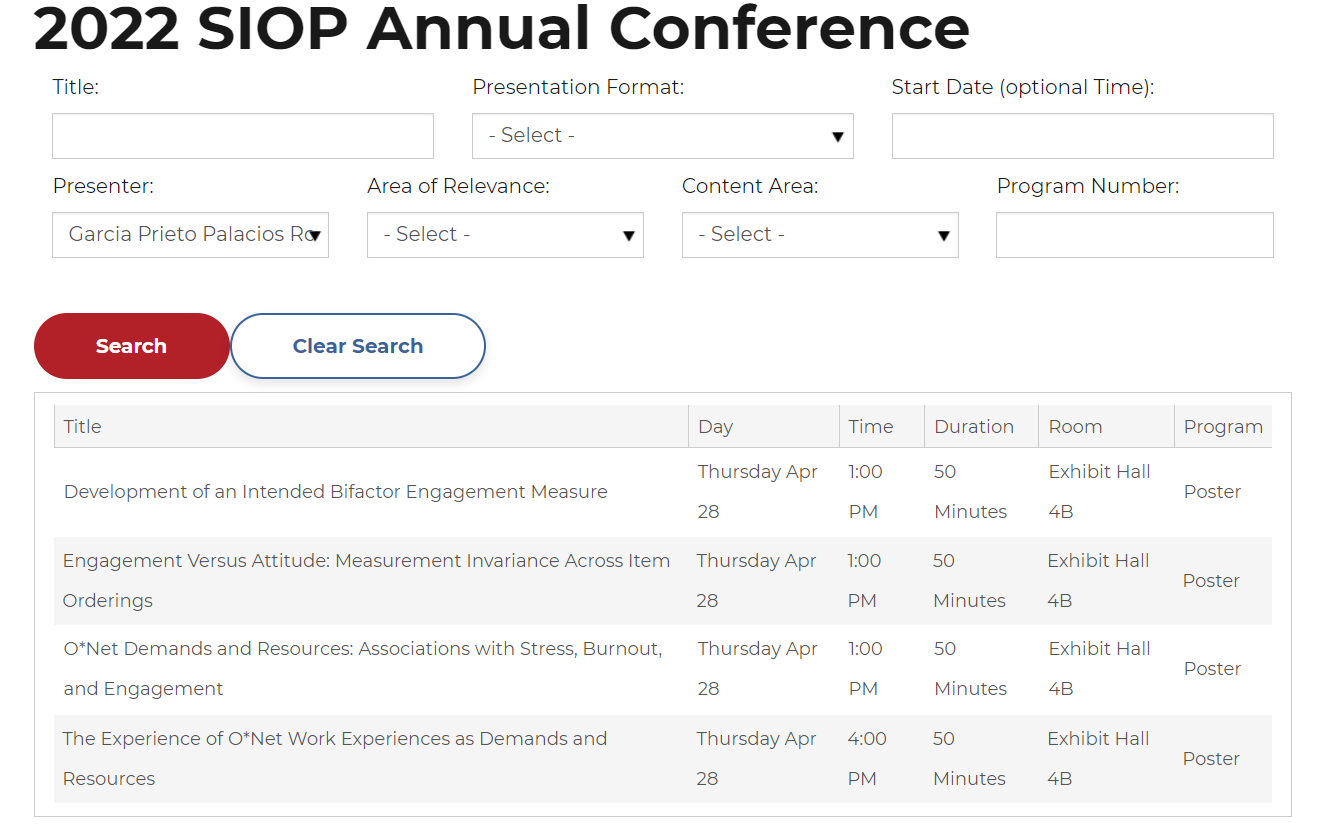 2022 SIOP Annual Conference
Title:
Presentation Format:
Start Date (optional Time):
- Select -
Presenter:
Area of Relevance:
Content Area:
Program Number:
Garcia Prieto Palacios Ro
- Select -
- Select -
Search
Clear Search
Title Day Time Duration Room Program
Development of an Intended Bifactor Engagement Measure
Thursday Apr
28
1:00
PM
50
Minutes
Exhibit Hall
4B
Poster
Engagement Versus Attitude: Measurement Invariance Across Item
Orderings
Thursday Apr
28
1:00
PM
50
Minutes
Exhibit Hall
4B
Poster
O*Net Demands and Resources: Associations with Stress, Burnout,
and Engagement
Thursday Apr
28
1:00
PM
50
Minutes
Exhibit Hall
4B
Poster
The Experience of O*Net Work Experiences as Demands and
Resources
Thursday Apr
28
4:00
PM
50
Minutes
Exhibit Hall
4B
Poster